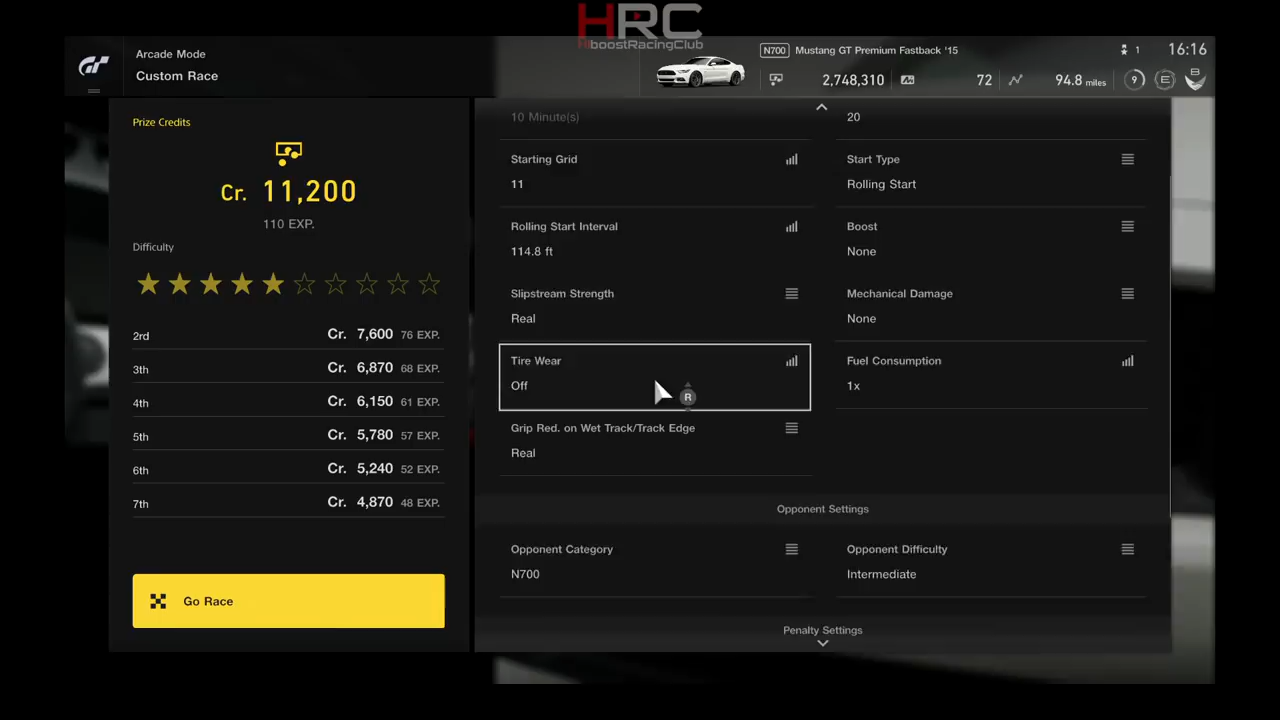 HRC
HiboostRacingClub
Arcade Mode
Custom Race
N700 Mustang GT Premium Fastback '15
1 16:16
2,748,310 72 94.8 miles 9 E B
Prize Credits
Cr. 11,200
110 EXP.
Difficulty
2nd Cr. 7,600 76 EXP.
3th Cr. 6,870 68 EXP.
4th Cr. 6,150 61 EXP.
5th Cr. 5,780 57 EXP.
6th Cr. 5,240 52 EXP.
7th Cr. 4,870 48 EXP.
Go Race
10 Minute(s) 20
Starting Grid Start Type
11 Rolling Start
Rolling Start Interval Boost
114.8 ft None
Slipstream Strength Mechanical Damage
Real None
Tire Wear Fuel Consumption
Off 1x
R
Grip Red. on Wet Track/Track Edge
Real
Opponent Settings
Opponent Category Opponent Difficulty
N700 Intermediate
Penalty Settings